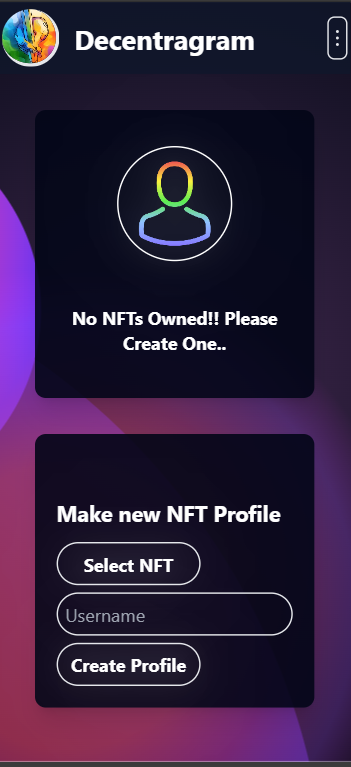 Decentragram
No NFTs Owned!! Please
Create One..
Make new NFT Profile
Select NFT
Username
Create Profile